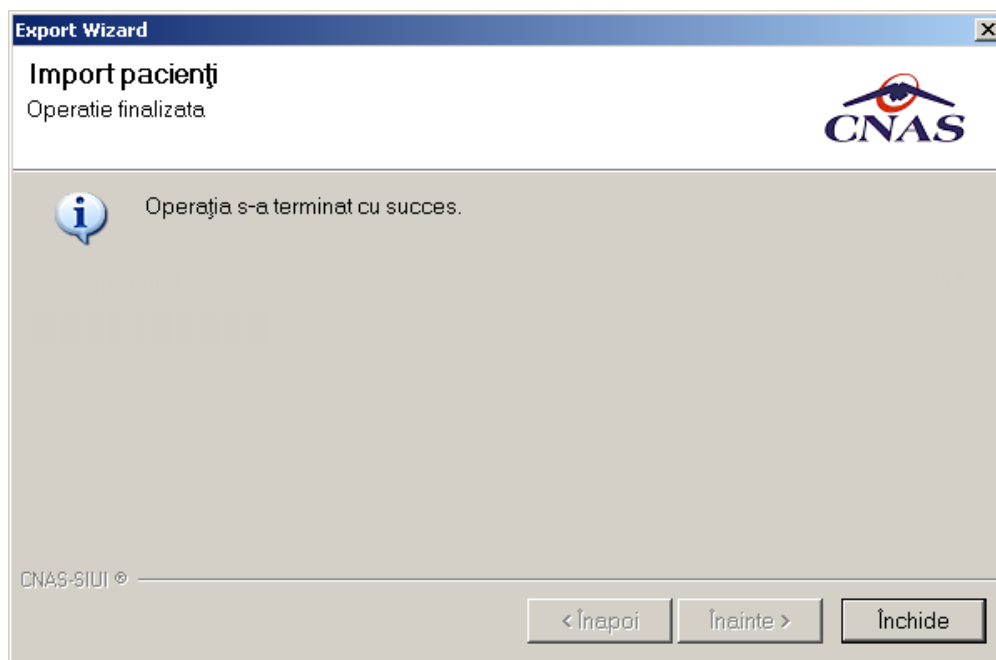 Export Wizard
Import pacienţi
Operatie finalizata
CNAS
Operaţia s-a terminat cu succes.
CNAS-SIUI ®
< Înapoi
Înainte >
Închide